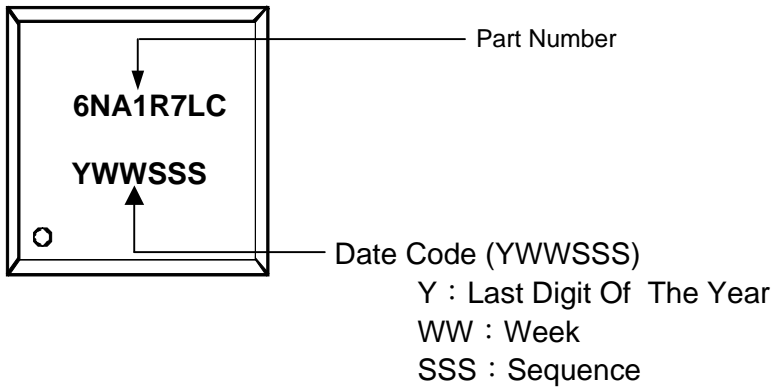 Part Number
6NA1R7LC
YWWSSS
Date Code (YWWSSS)
Y：Last Digit Of The Year
WW：Week
SSS：Sequence